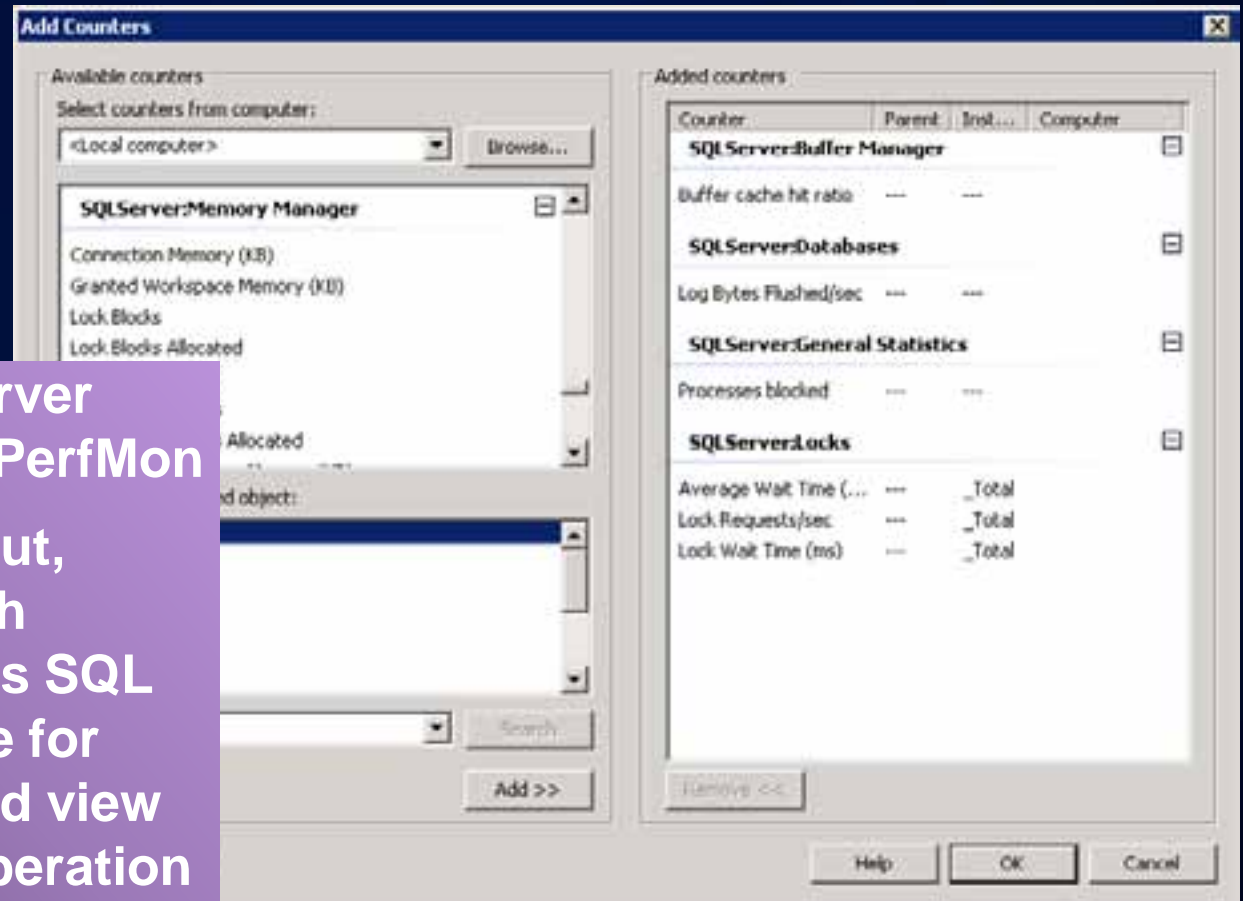 Add Counters
Available counters
Select counters from computer:
<Local computer>
Browse...
SQLServer:Memory Manager
Connection Memory (KB)
Granted Workspace Memory (KB)
Lock Blocks
Lock Blocks Allocated
Allocated
d object:
Search
Add >>
Added counters
Counter Parent Inst... Computer
SQLServer:Buffer Manager
Buffer cache hit ratio --- ---
SQLServer:Databases
Log Bytes Flushed/sec --- ---
SQLServer:General Statistics
Processes blocked --- ---
SQLServer:Locks
Average Wait Time (... --- _Total
Lock Requests/sec --- _Total
Lock Wait Time (ms) --- _Total
Remove <<
Help
OK
Cancel
rver
PerfMon
ut,
h
s SQL
e for
d view
peration